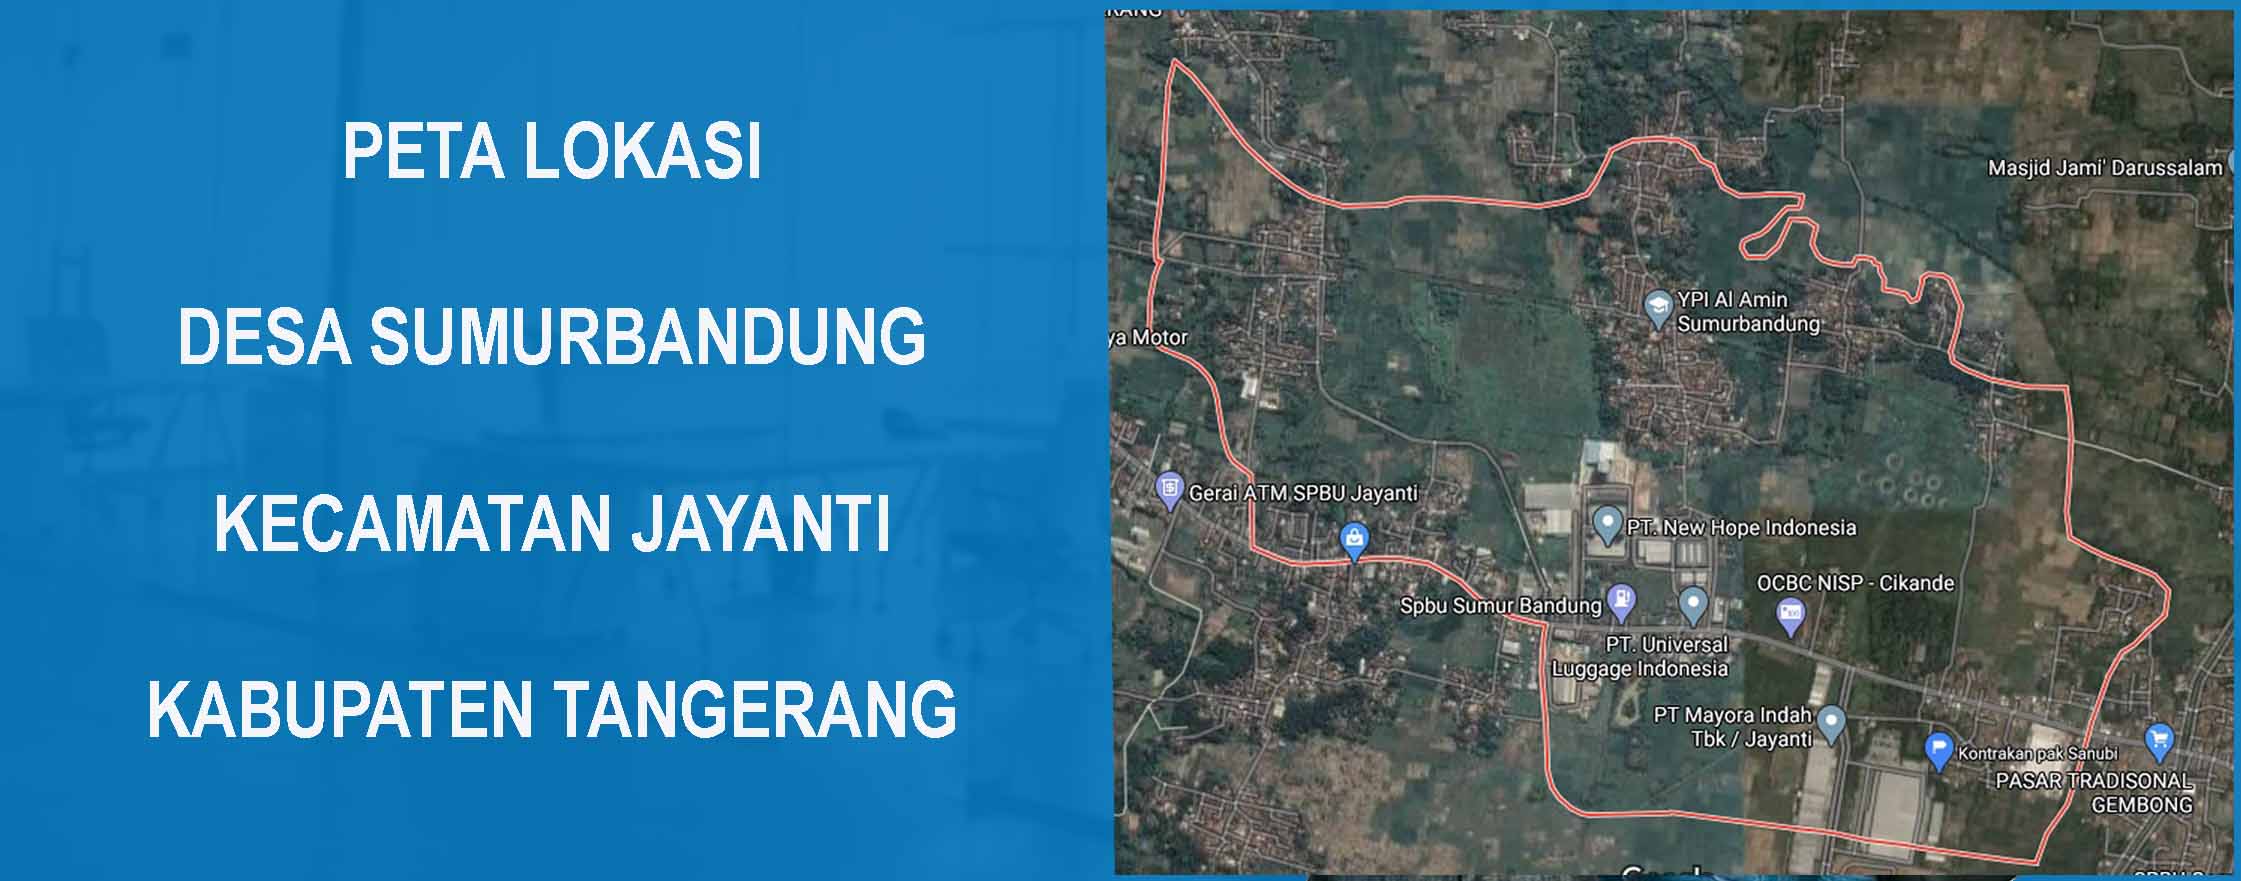 PETA LOKASI
DESA SUMURBANDUNG
KECAMATAN JAYANTI
KABUPATEN TANGERANG
Masjid Jami' Darussalam
YPI Al Amin
Sumurbandung
ya Motor
Gerai ATM SPBU Jayanti
PT. New Hope Indonesia
OCBC NISP - Cikande
Spbu Sumur Bandung
PT. Universal
Luggage Indonesia
PT Mayora Indah
Tbk / Jayanti
Kontrakan pak Sanubi
PASAR TRADISONAL
GEMBONG